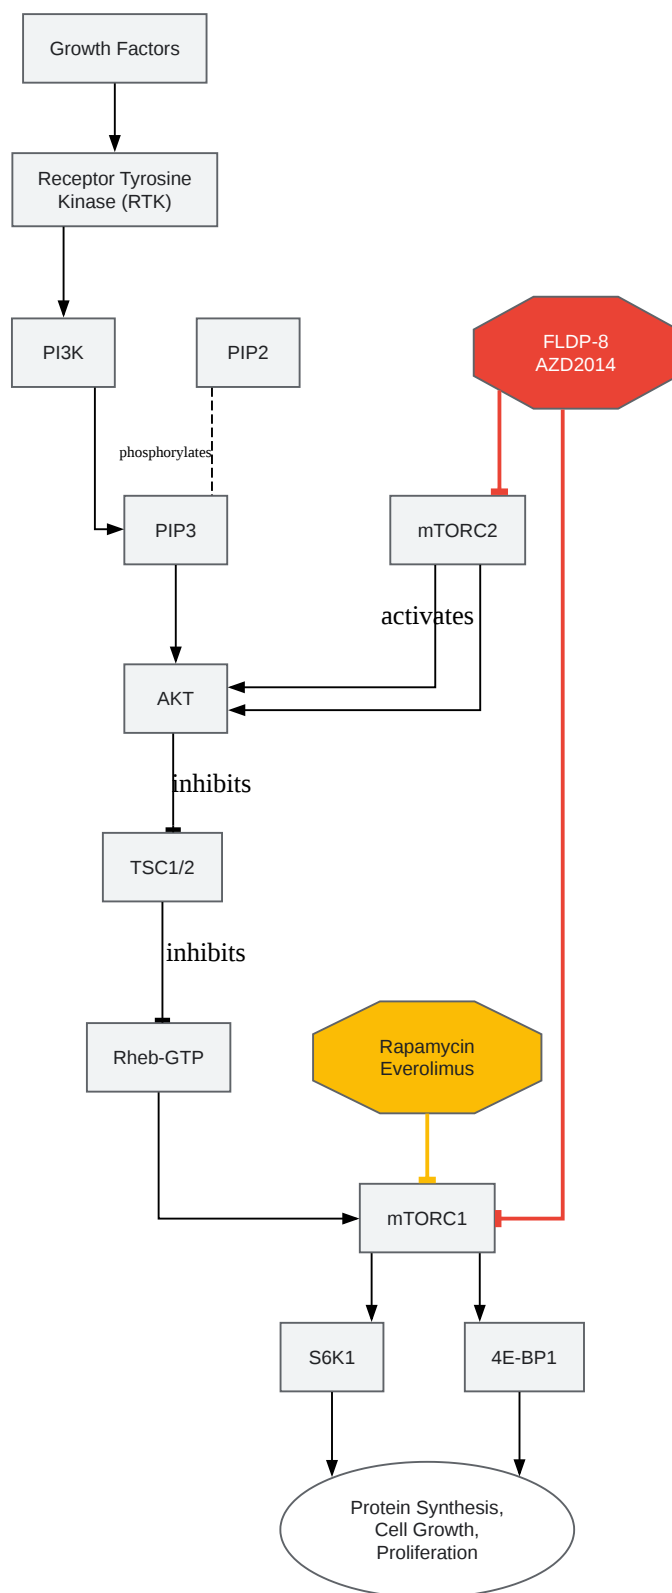 Growth Factors
Receptor Tyrosine
Kinase (RTK)
PI3K
PIP2
FLDP-8
AZD2014
phosphorylates
PIP3
mTORC2
activates
AKT
inhibits
TSC1/2
inhibits
Rheb-GTP
Rapamycin
Everolimus
mTORC1
S6K1
4E-BP1
Protein Synthesis,
Cell Growth,
Proliferation